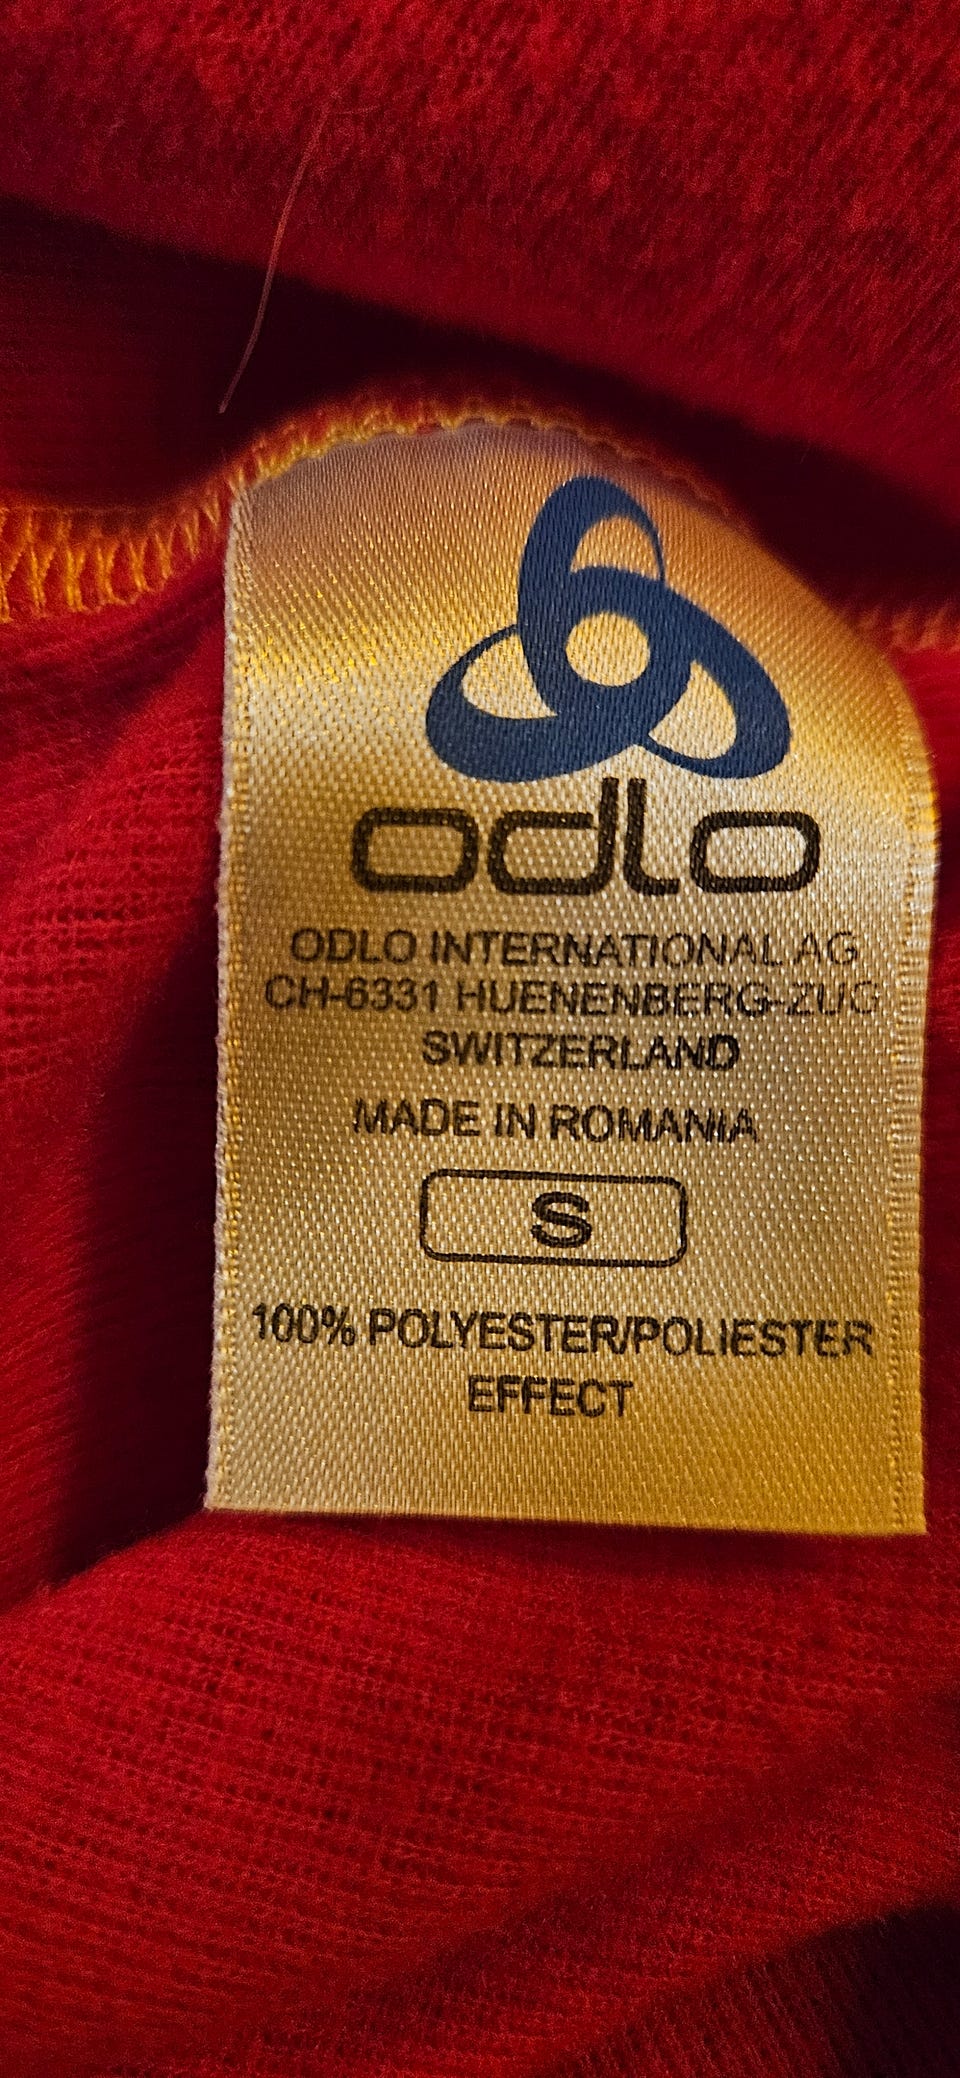 odlo
ODLO INTERNATIONAL AG
CH-6331 HUENENBERG-ZUG
SWITZERLAND
MADE IN ROMANIA
S
100% POLYESTER/POLIESTER
EFFECT